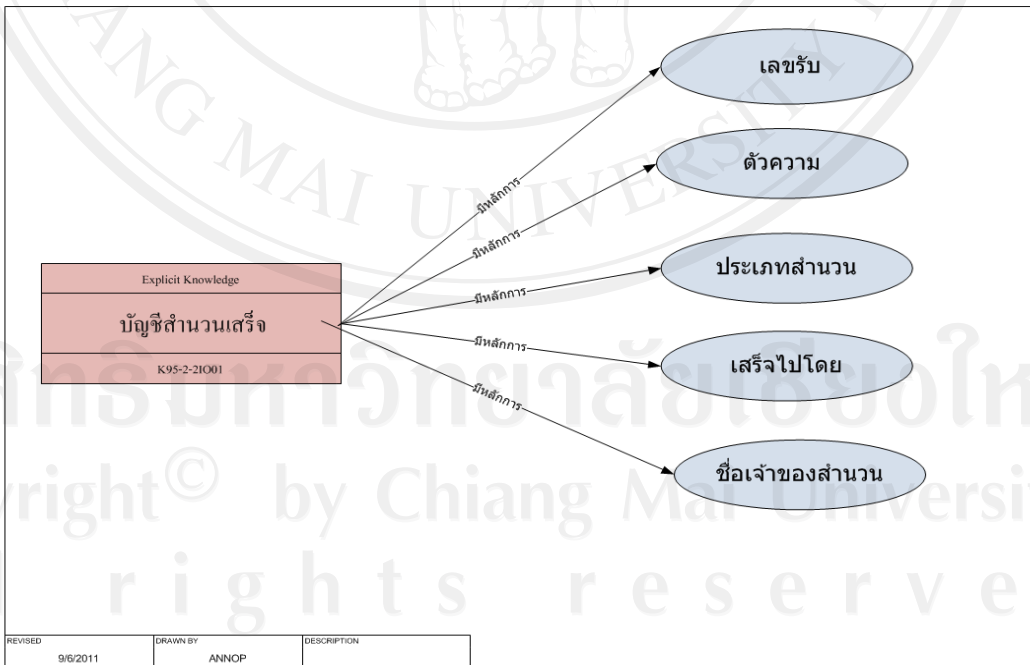 เลขรับ
ตัวความ
ประเภทสำนวน
เสร็จไปโดย
ชื่อเจ้าของสำนวน
มีหลักการ
มีหลักการ
มีหลักการ
มีหลักการ
มีหลักการ
Explicit Knowledge
บัญชีสำนวนเสร็จ
K95-2-2IO01
ANG MAI UNIVERSITY
สิทธิมหาวิทยาลัยเชียงให
yright© by Chiang Mai Universi
rights reserve
REVISED DRAWN BY DESCRIPTION
9/6/2011 ANNOP